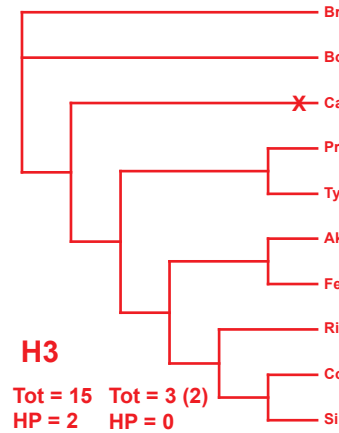 Br
Bo
X Ca
Pr
Ty
Ak
Fe
Ri
H3
Co
Tot = 15 Tot = 3 (2)
HP = 2 HP = 0
Si